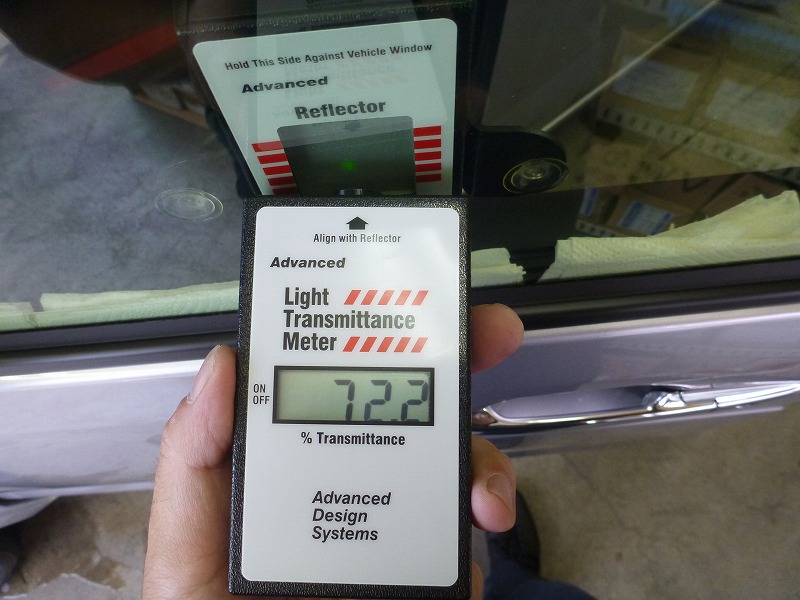 Hold This Side Against Vehicle Window
Advanced
Reflector
Align with Reflector
Advanced
Light
Transmittance
Meter
ON
OFF
72.2
% Transmittance
Advanced
Design
Systems